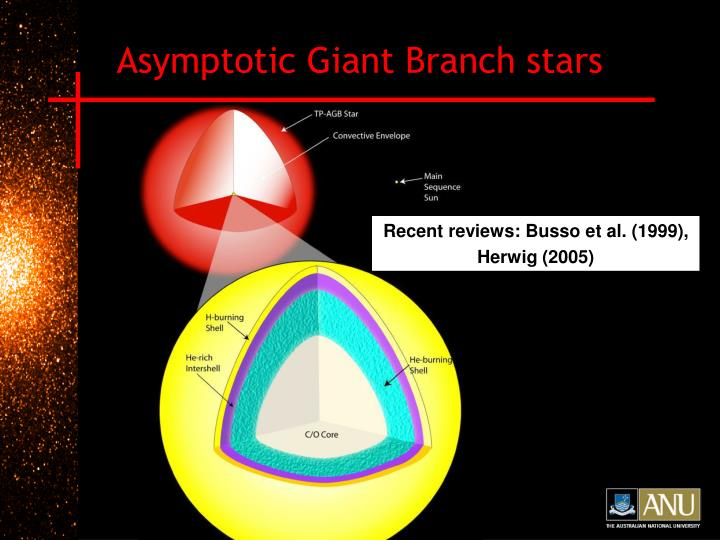 Asymptotic Giant Branch stars
TP-AGB Star
Convective Envelope
Main
Sequence
Sun
Recent reviews: Busso et al. (1999),
Herwig (2005)
H-burning
Shell
He-rich
Intershell
He-burning
Shell
C/O Core
ANU
THE AUSTRALIAN NATIONAL UNIVERSITY